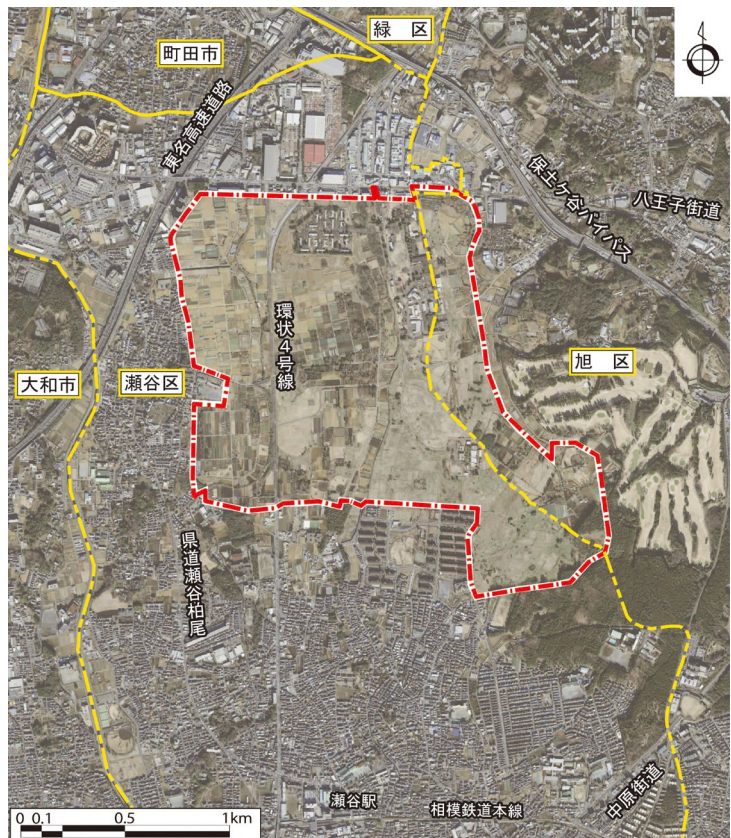 緑　区
町田市
東名高速道路
保土ケ谷バイパス
八王子街道
環状4号線
旭　区
大和市
瀬谷区
県道瀬谷柏尾
瀬谷駅
相模鉄道本線
中原街道
0 0.1 0.5 1km